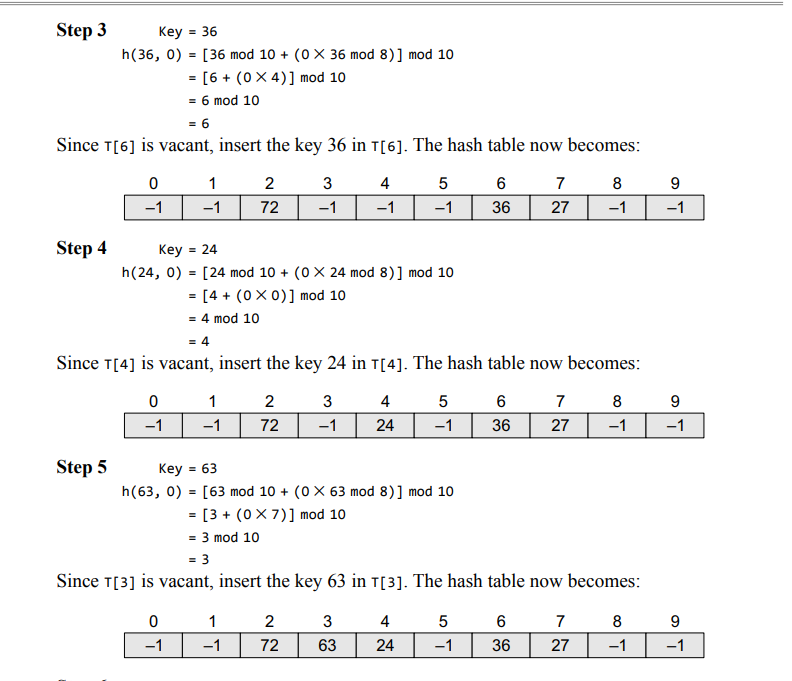 Step 3 Key = 36
h(36, 0) = [36 mod 10 + (0 × 36 mod 8)] mod 10
= [6 + (0 × 4)] mod 10
= 6 mod 10
= 6
Since T[6] is vacant, insert the key 36 in T[6]. The hash table now becomes:
0 1 2 3 4 5 6 7 8 9
–1 –1 72 –1 –1 –1 36 27 –1 –1
Step 4 Key = 24
h(24, 0) = [24 mod 10 + (0 × 24 mod 8)] mod 10
= [4 + (0 × 0)] mod 10
= 4 mod 10
= 4
Since T[4] is vacant, insert the key 24 in T[4]. The hash table now becomes:
0 1 2 3 4 5 6 7 8 9
–1 –1 72 –1 24 –1 36 27 –1 –1
Step 5 Key = 63
h(63, 0) = [63 mod 10 + (0 × 63 mod 8)] mod 10
= [3 + (0 × 7)] mod 10
= 3 mod 10
= 3
Since T[3] is vacant, insert the key 63 in T[3]. The hash table now becomes:
0 1 2 3 4 5 6 7 8 9
–1 –1 72 63 24 –1 36 27 –1 –1